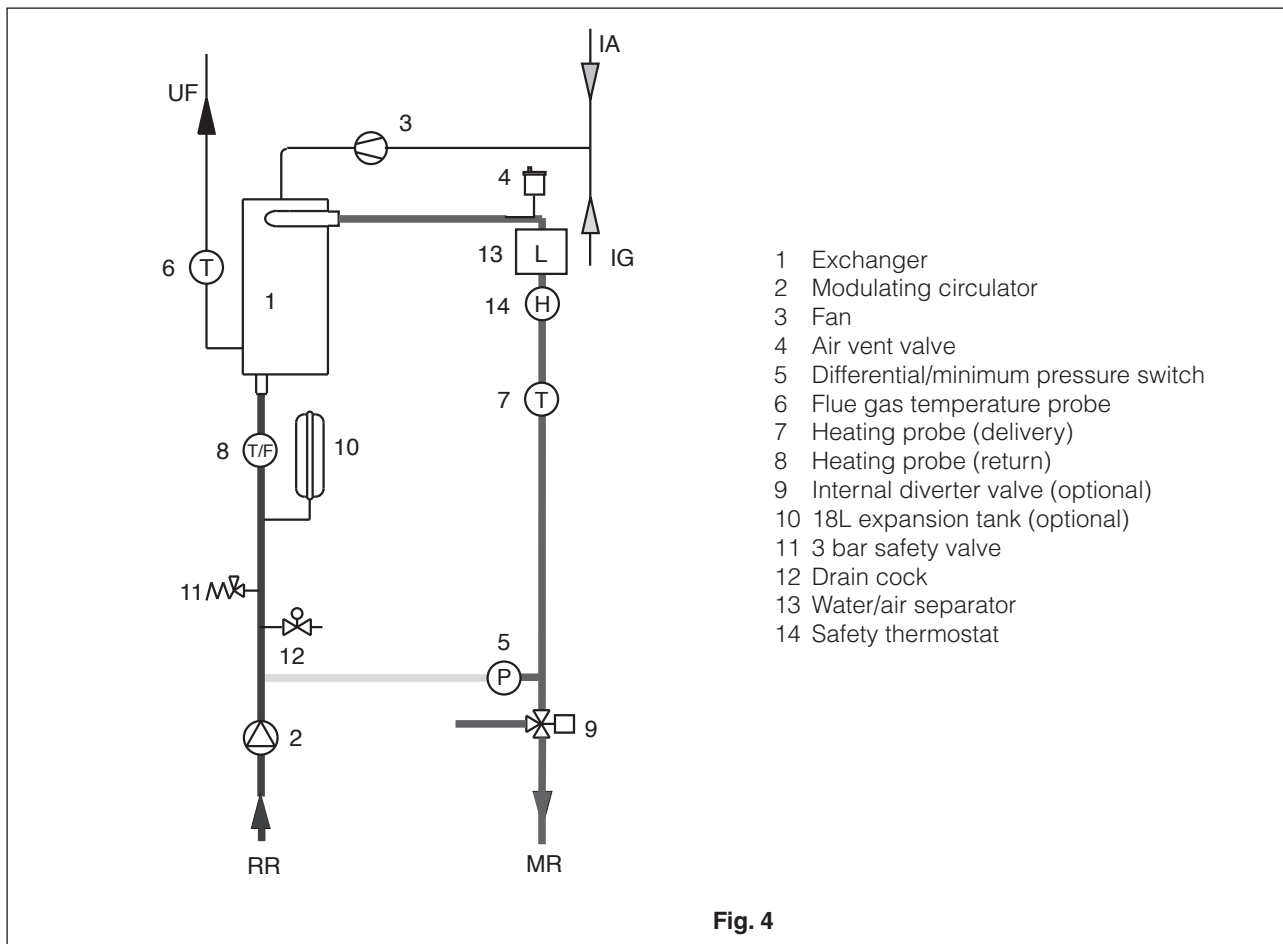 IA
UF
3
4
13 L
IG
6 T
1
14 H
7 T
8 T/F
10
11
12
5
P
2
9
RR
MR
1 Exchanger
2 Modulating circulator
3 Fan
4 Air vent valve
5 Differential/minimum pressure switch
6 Flue gas temperature probe
7 Heating probe (delivery)
8 Heating probe (return)
9 Internal diverter valve (optional)
10 18L expansion tank (optional)
11 3 bar safety valve
12 Drain cock
13 Water/air separator
14 Safety thermostat
Fig. 4